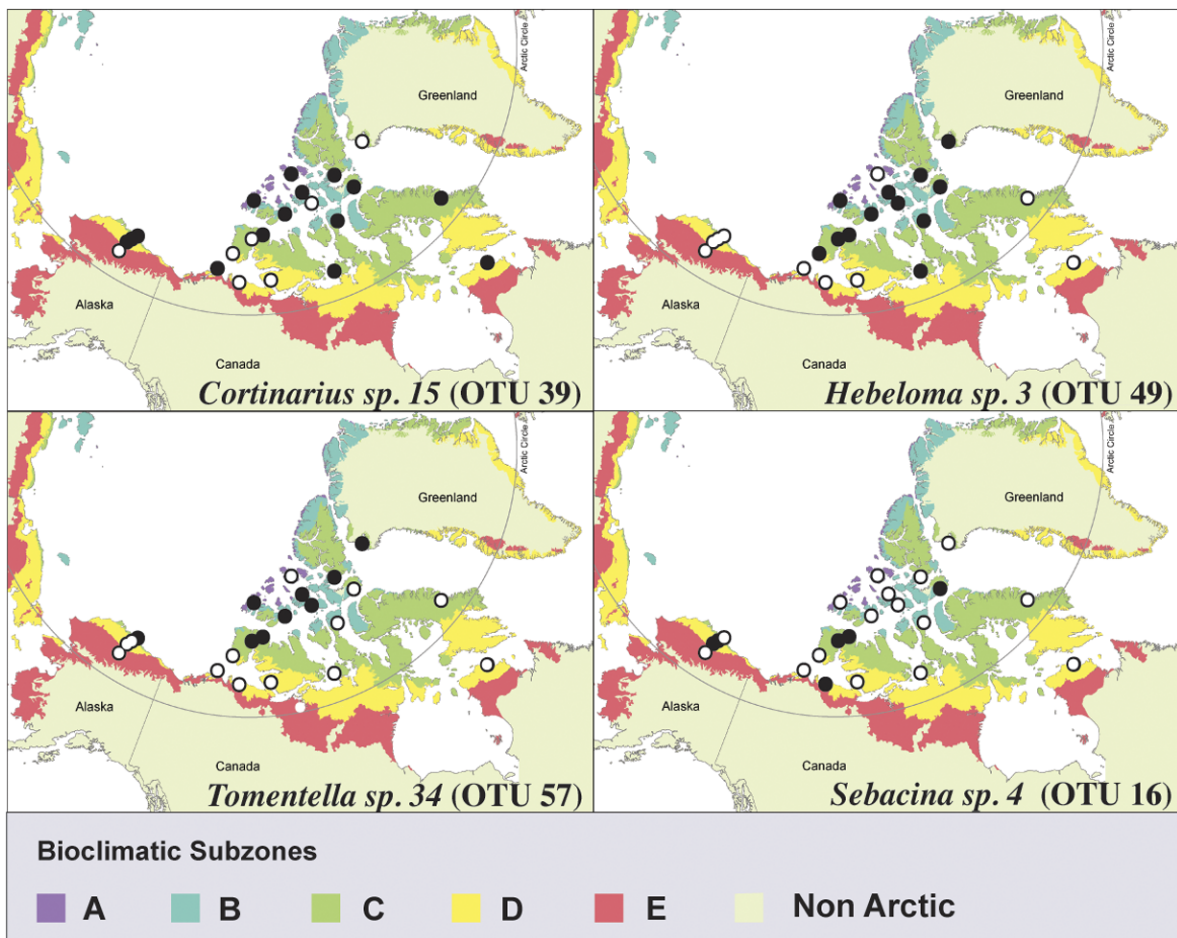 Arctic Circle
Greenland
Alaska
Canada
Cortinarius sp. 15 (OTU 39)
Arctic Circle
Greenland
Alaska
Canada
Hebeloma sp. 3 (OTU 49)
Arctic Circle
Greenland
Alaska
Canada
Tomentella sp. 34 (OTU 57)
Arctic Circle
Greenland
Alaska
Canada
Sebacina sp. 4 (OTU 16)
Bioclimatic Subzones
A B C D E Non Arctic